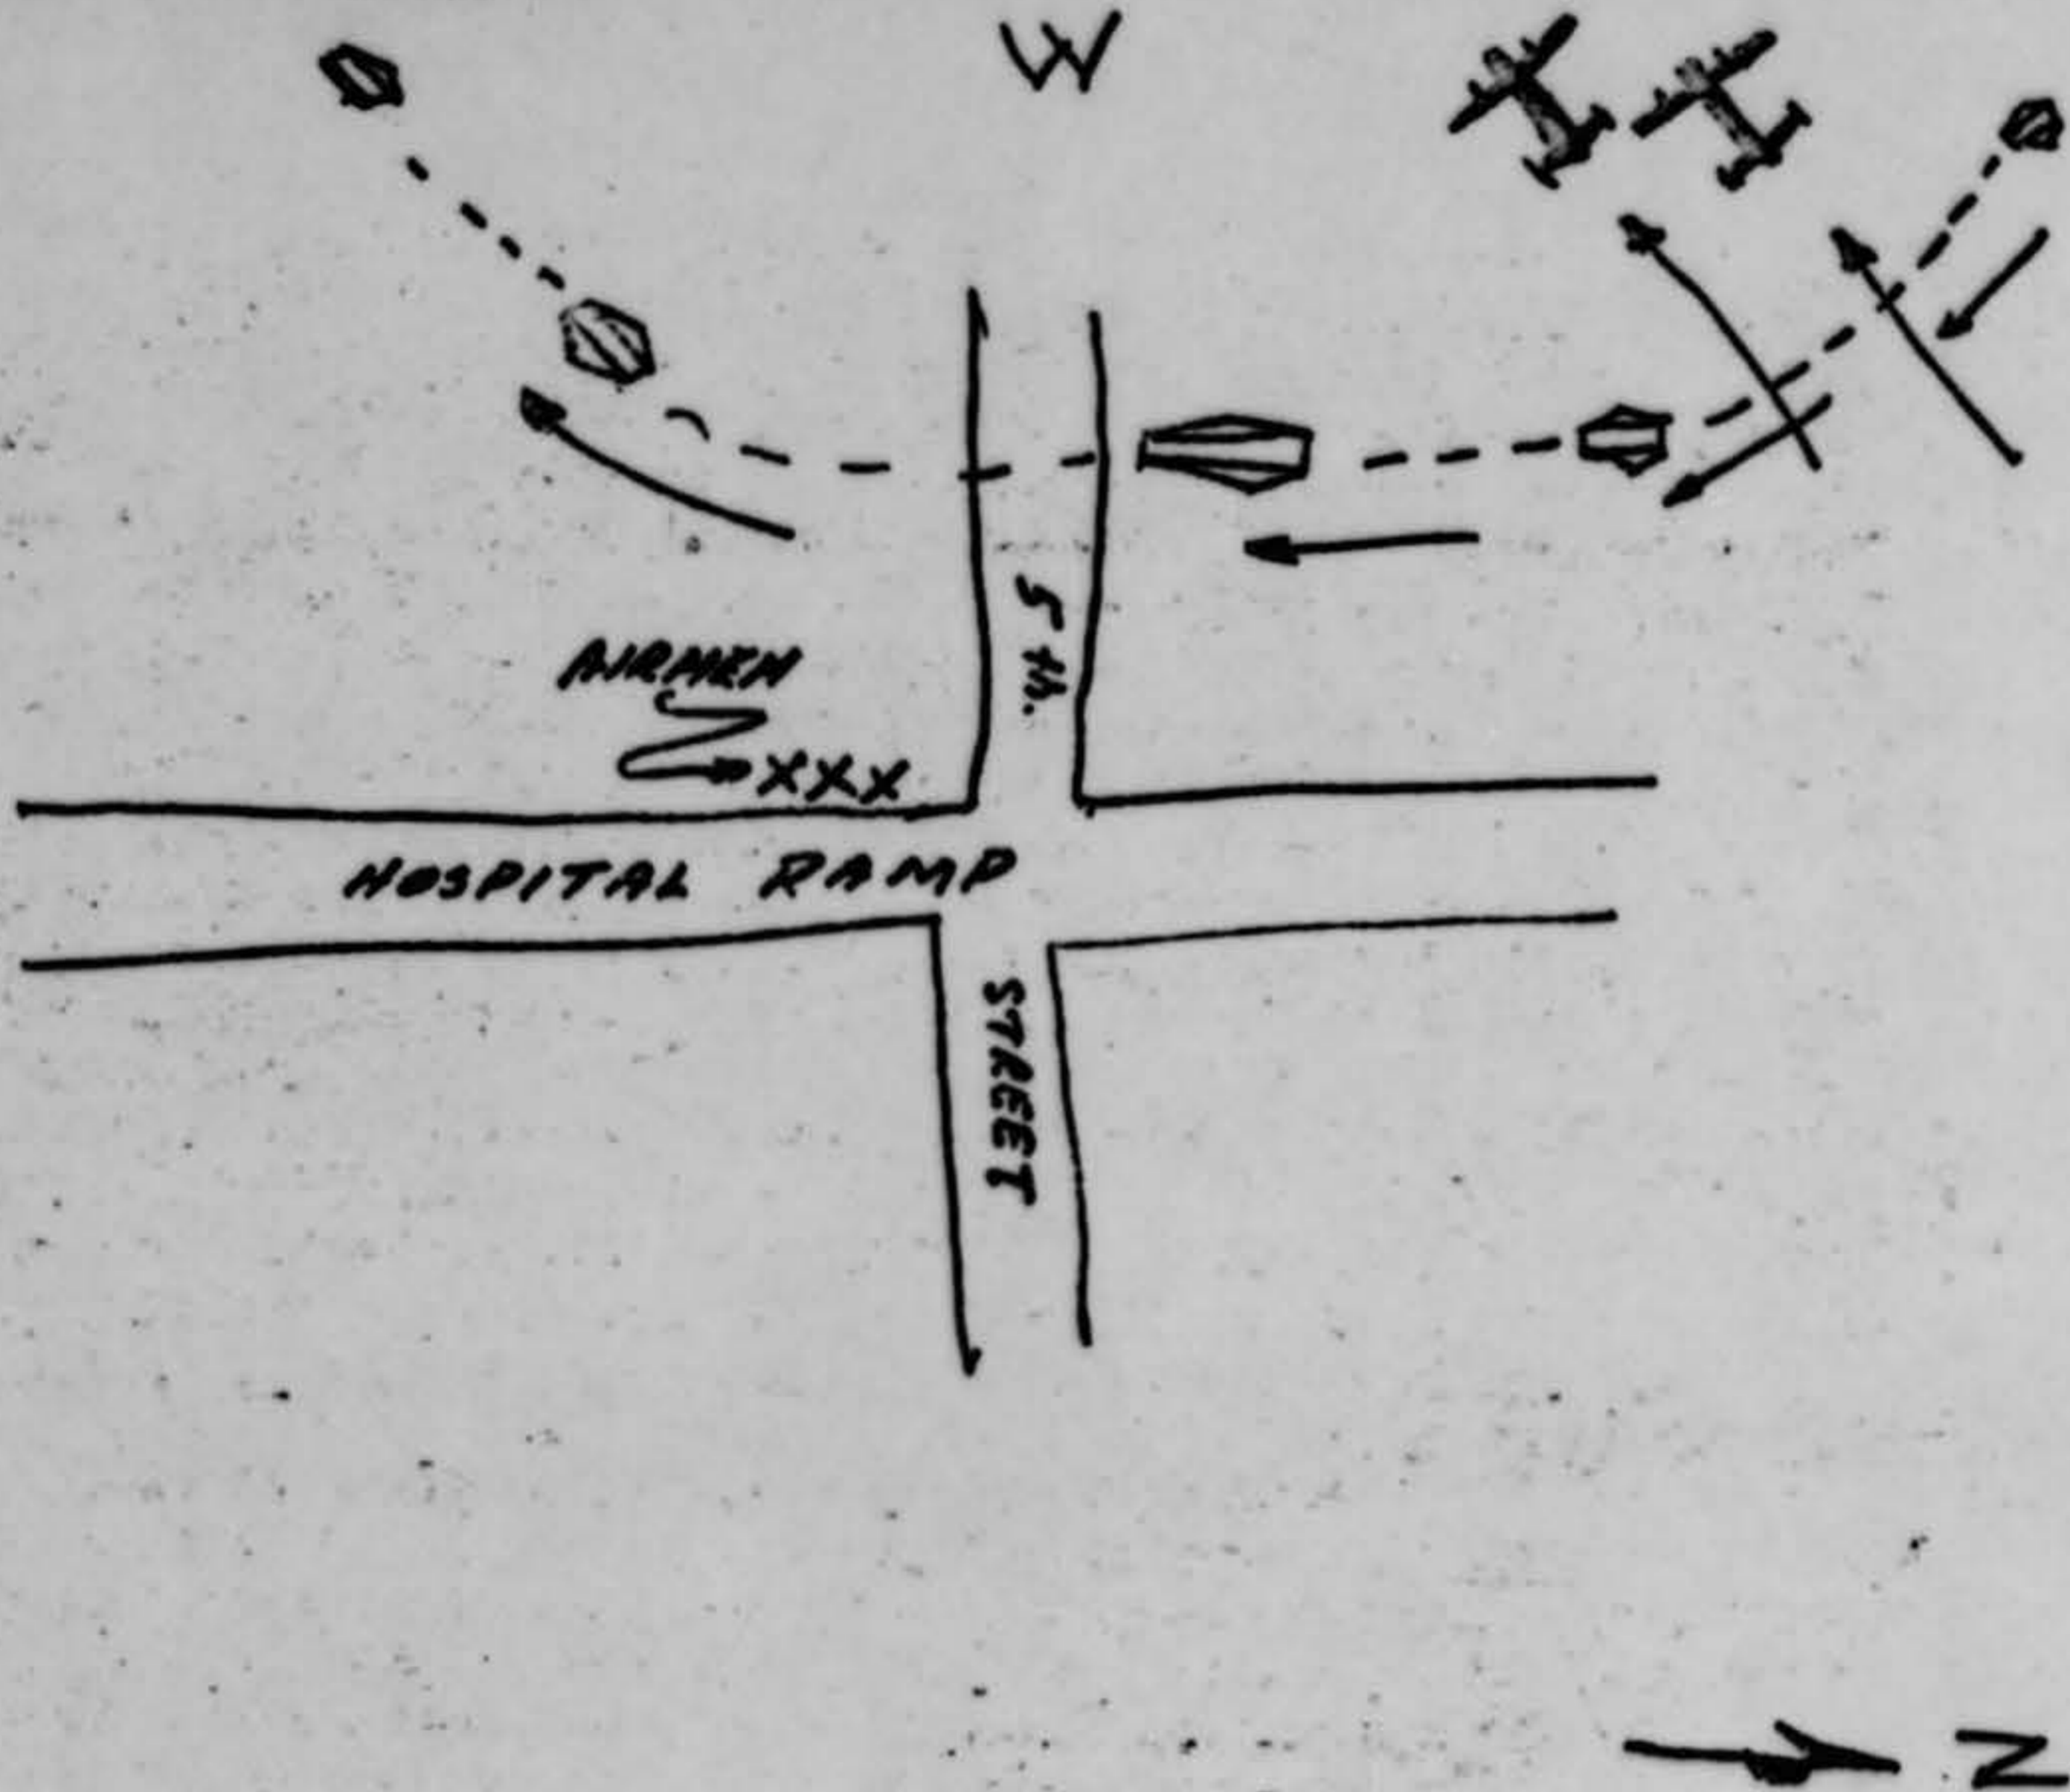 W
5th.
AIRMEN
XXX
HOSPITAL RAMP
STREET
N